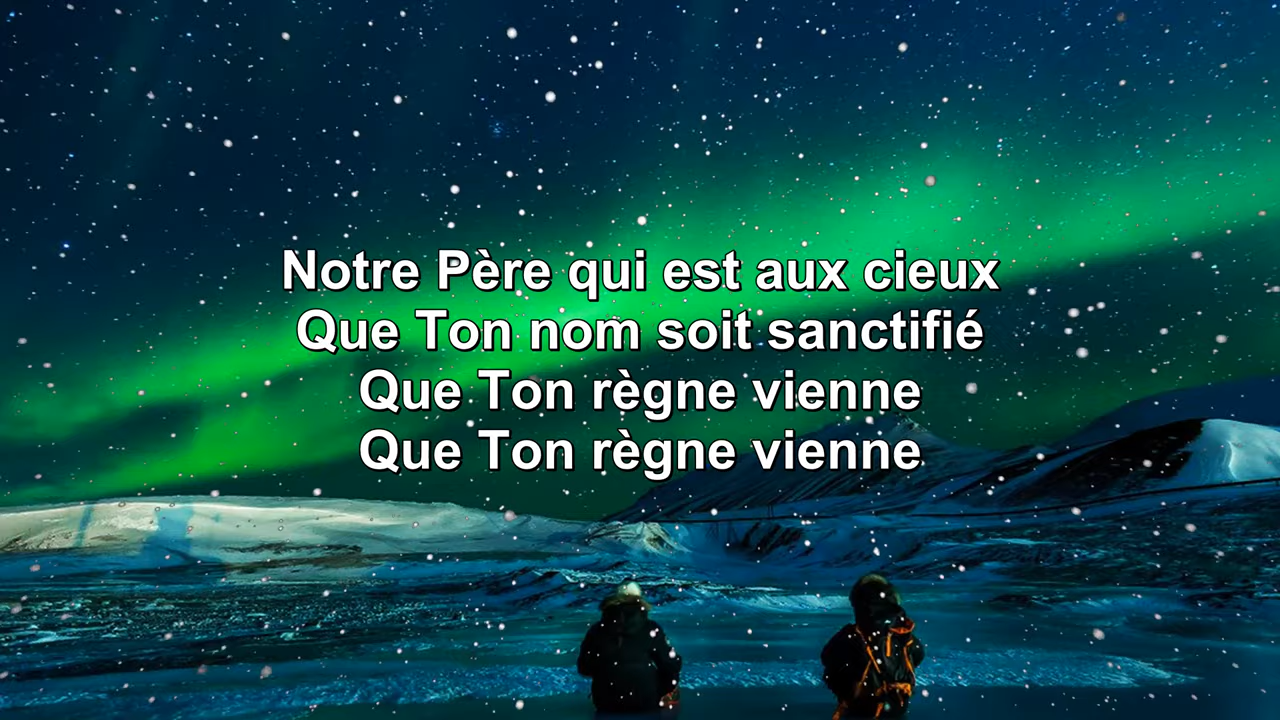 Notre Père qui est aux cieux
Que Ton nom soit sanctifié
Que Ton règne vienne
Que Ton règne vienne